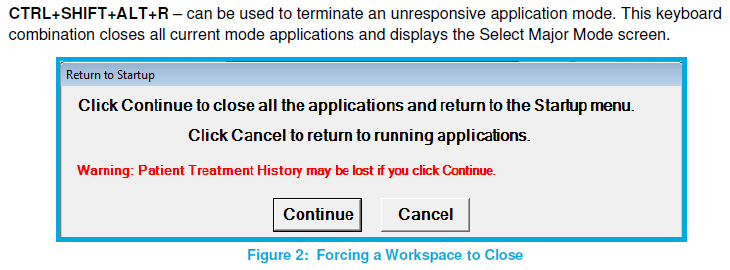 CTRL+SHIFT+ALT+R – can be used to terminate an unresponsive application mode. This keyboard
combination closes all current mode applications and displays the Select Major Mode screen.
Return to Startup
Click Continue to close all the applications and return to the Startup menu.
Click Cancel to return to running applications.
Warning: Patient Treatment History may be lost if you click Continue.
Continue Cancel
Figure 2: Forcing a Workspace to Close